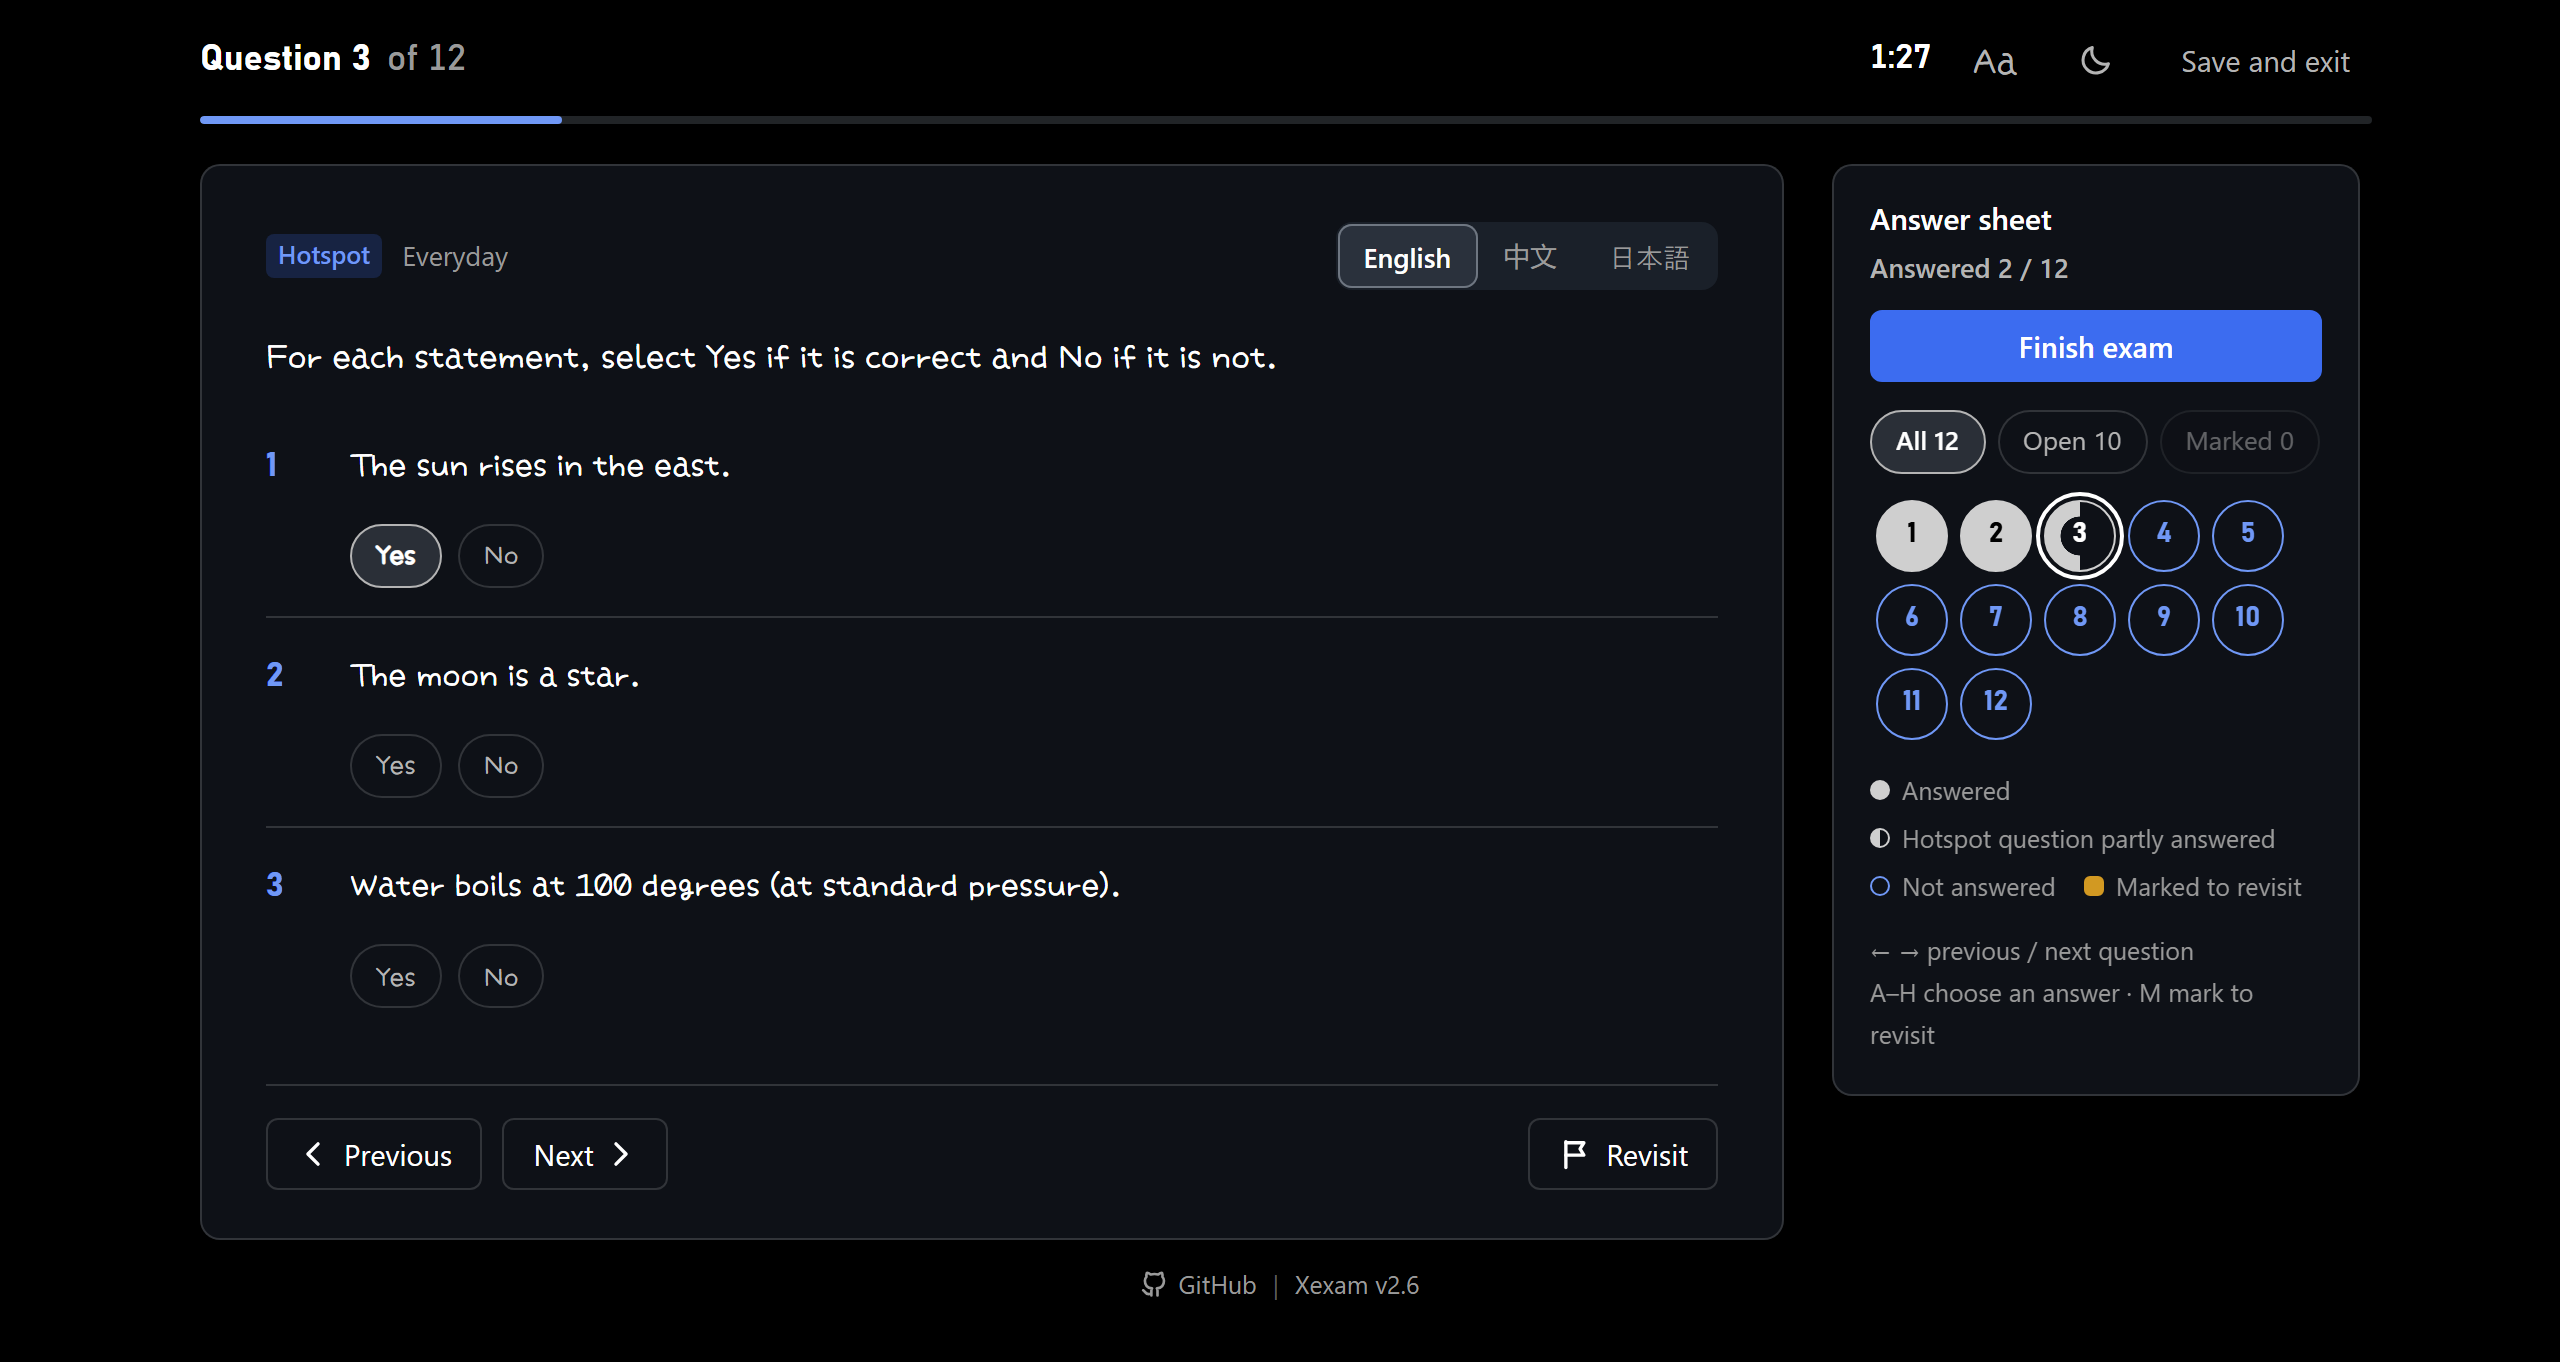 Question 3 of 12
1:27 Aa Save and exit
Hotspot Everyday
English 中文 日本語
For each statement, select Yes if it is correct and No if it is not.
1 The sun rises in the east.
Yes No
2 The moon is a star.
Yes No
3 Water boils at 100 degrees (at standard pressure).
Yes No
Previous Next Revisit
Answer sheet
Answered 2 / 12
Finish exam
All 12 Open 10 Marked 0
1 2 3 4 5
6 7 8 9 10
11 12
Answered
Hotspot question partly answered
Not answered Marked to revisit
← → previous / next question
A–H choose an answer · M mark to
revisit
GitHub | Xexam v2.6